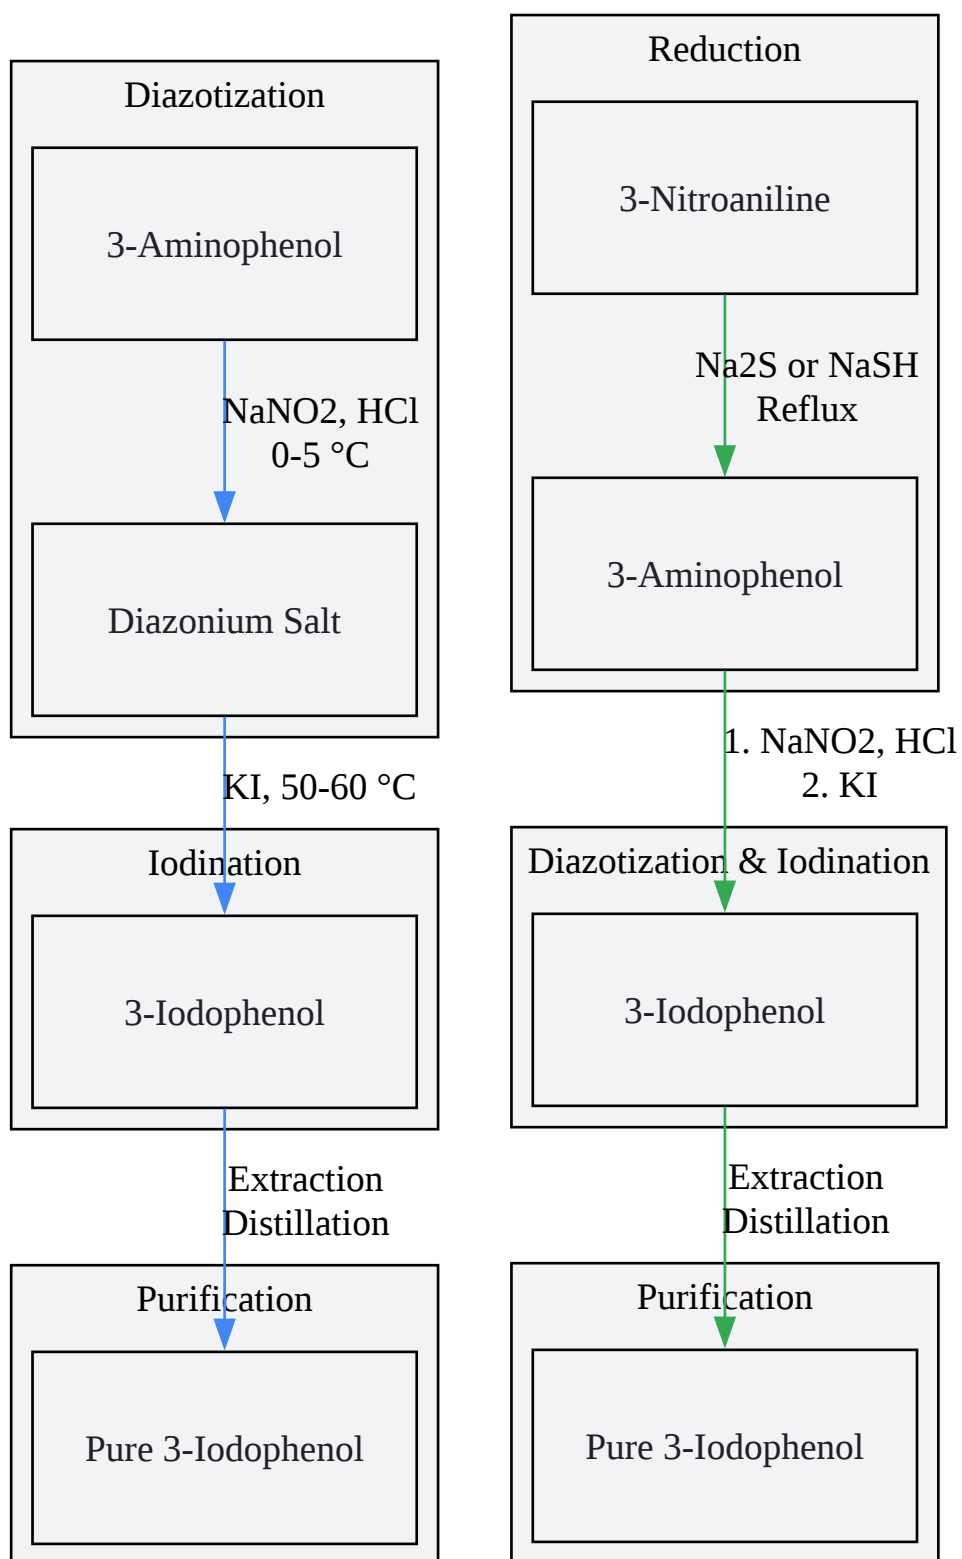 Diazotization
3-Aminophenol
NaNO2, HCl
0-5 °C
Diazonium Salt
KI, 50-60 °C
Iodination
3-Iodophenol
Extraction
Distillation
Purification
Pure 3-Iodophenol
Reduction
3-Nitroaniline
Na2S or NaSH
Reflux
3-Aminophenol
1. NaNO2, HCl
2. KI
Diazotization & Iodination
3-Iodophenol
Extraction
Distillation
Purification
Pure 3-Iodophenol